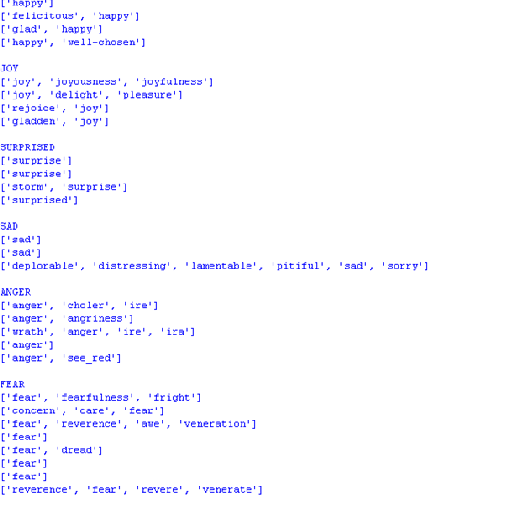 ['happy']
['felicitous', 'happy']
['glad', 'happy']
['happy', 'well-chosen']
JOY
['joy', 'joyousness', 'joyfulness']
['joy', 'delight', 'pleasure']
['rejoice', 'joy']
['gladden', 'joy']
SURPRISED
['surprise']
['surprise']
['storm', 'surprise']
['surprised']
SAD
['sad']
['sad']
['deplorable', 'distressing', 'lamentable', 'pitiful', 'sad', 'sorry']
ANGER
['anger', 'choler', 'ire']
['anger', 'angriness']
['wrath', 'anger', 'ire', 'ira']
['anger']
['anger', 'see_red']
FEAR
['fear', 'fearfulness', 'fright']
['concern', 'care', 'fear']
['fear', 'reverence', 'awe', 'veneration']
['fear']
['fear', 'dread']
['fear']
['fear']
['reverence', 'fear', 'revere', 'venerate']